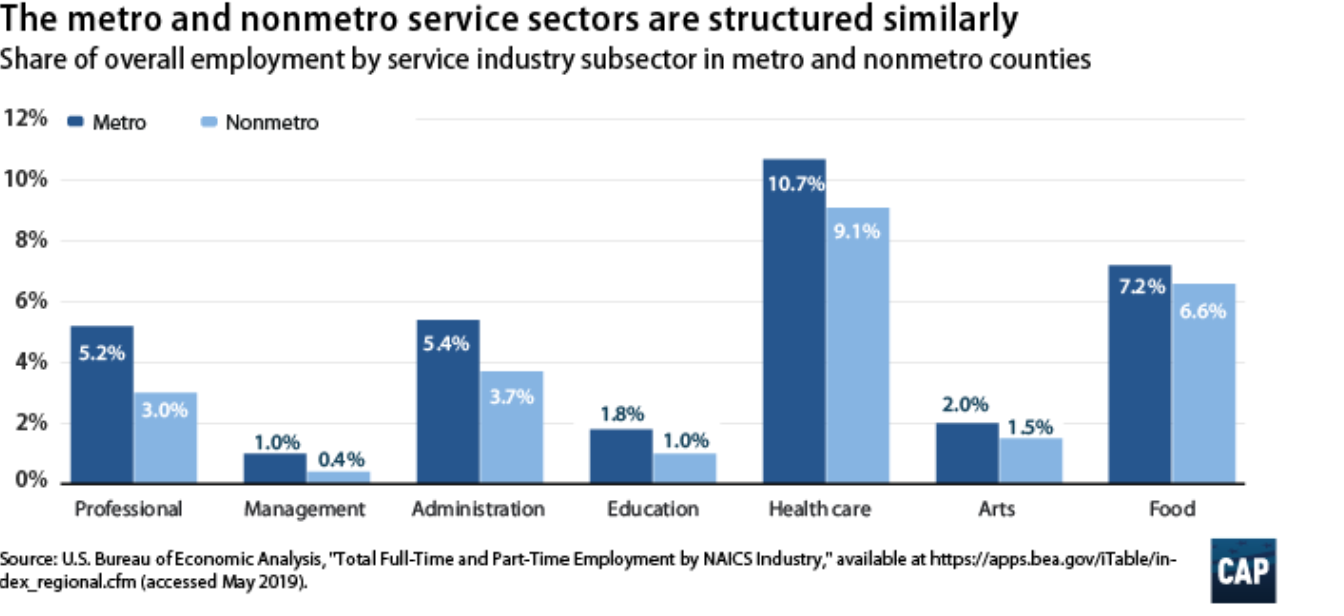 The metro and nonmetro service sectors are structured similarly
Share of overall employment by service industry subsector in metro and nonmetro counties
12%
Metro
Nonmetro
10%
8%
6%
4%
2%
0%
5.2%
3.0%
1.0%
0.4%
5.4%
3.7%
1.8%
1.0%
10.7%
9.1%
2.0%
1.5%
7.2%
6.6%
Professional
Management
Administration
Education
Health care
Arts
Food
Source: U.S. Bureau of Economic Analysis, "Total Full-Time and Part-Time Employment by NAICS Industry," available at https://apps.bea.gov/iTable/in-
dex_regional.cfm (accessed May 2019).
CAP